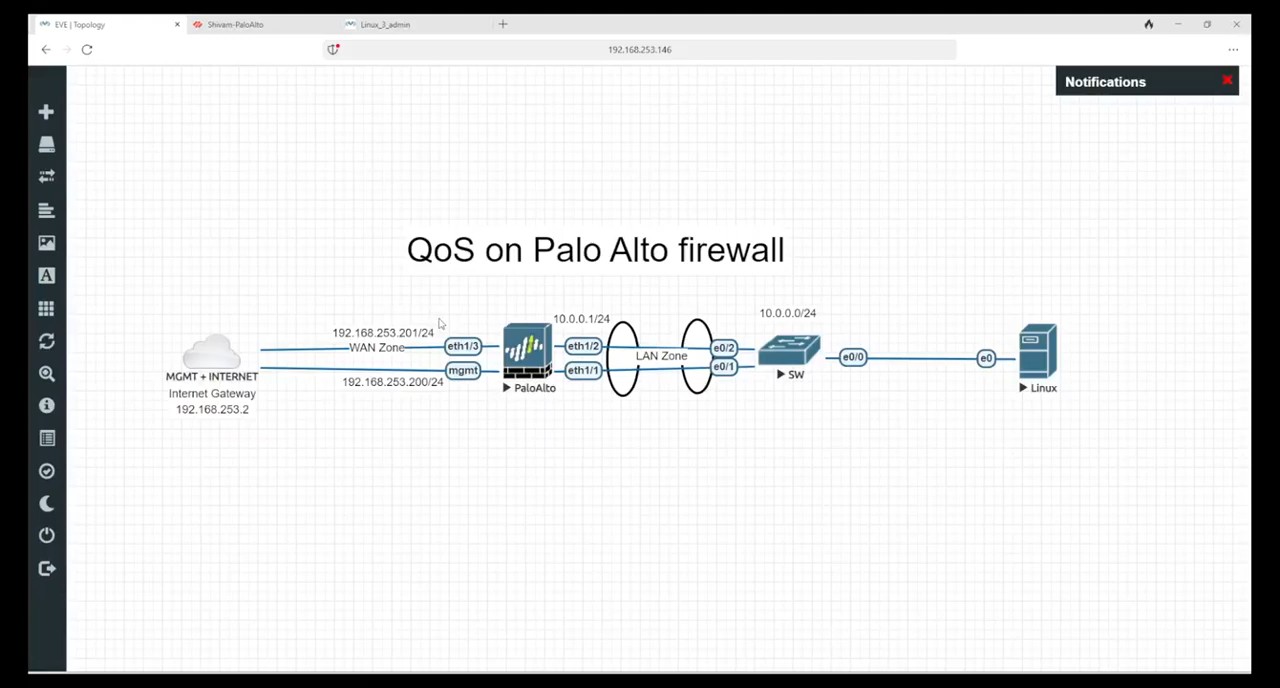 EVE | Topology
Shivam-PaloAlto
Linux_3_admin
192.168.253.146
Notifications
QoS on Palo Alto firewall
192.168.253.201/24
WAN Zone
eth1/3
mgmt
192.168.253.200/24
MGMT + INTERNET
Internet Gateway
192.168.253.2
PaloAlto
10.0.0.1/24
eth1/2
eth1/1
LAN Zone
e0/2
e0/1
10.0.0.0/24
SW
e0/0
e0
Linux